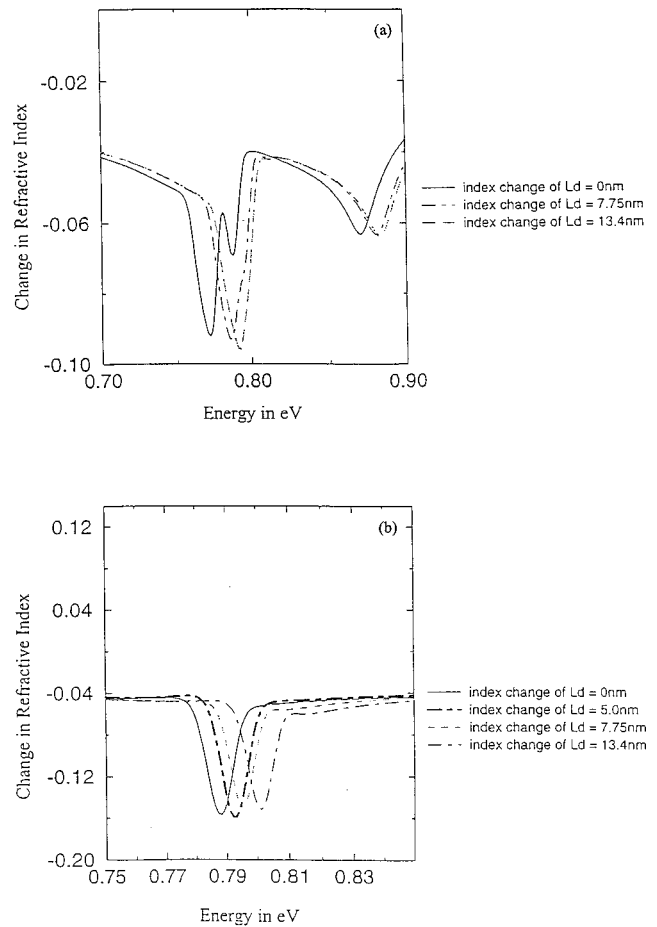 (a)
-0.02
-0.06
-0.10
0.70
0.80
0.90
Change in Refractive Index
Energy in eV
index change of Ld = 0nm
index change of Ld = 7.75nm
index change of Ld = 13.4nm
(b)
0.12
0.04
-0.04
-0.12
-0.20
0.75
0.77
0.79
0.81
0.83
Change in Refractive Index
Energy in eV
index change of Ld = 0nm
index change of Ld = 5.0nm
index change of Ld = 7.75nm
index change of Ld = 13.4nm